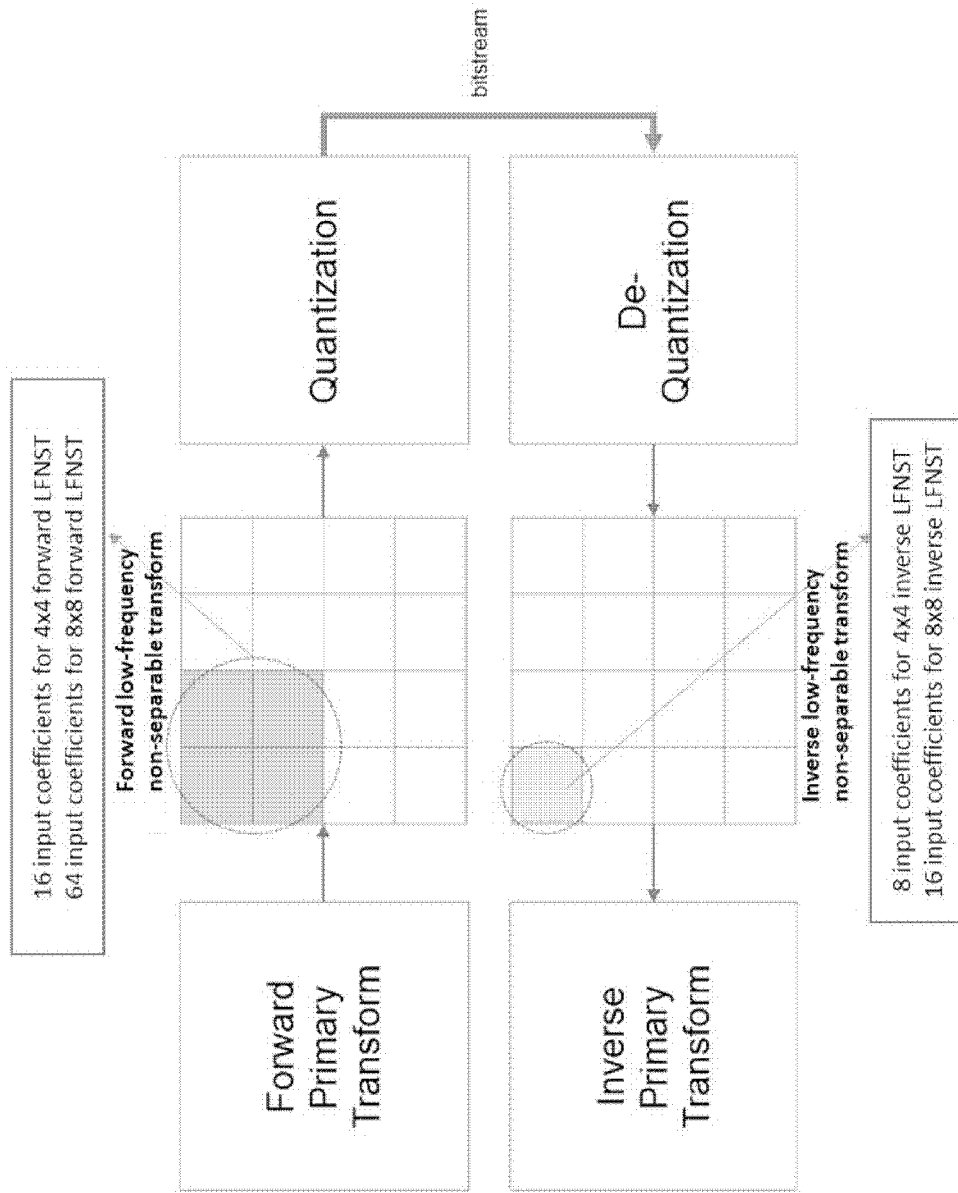 16 input coefficients for 4x4 forward LFNST
64 input coefficients for 8x8 forward LFNST
Forward low-frequency
non-separable transform
Forward
Primary
Transform
Quantization
bitstream
Inverse
Primary
Transform
De-
Quantization
Inverse low-frequency
non-separable transform
8 input coefficients for 4x4 inverse LFNST
16 input coefficients for 8x8 inverse LFNST